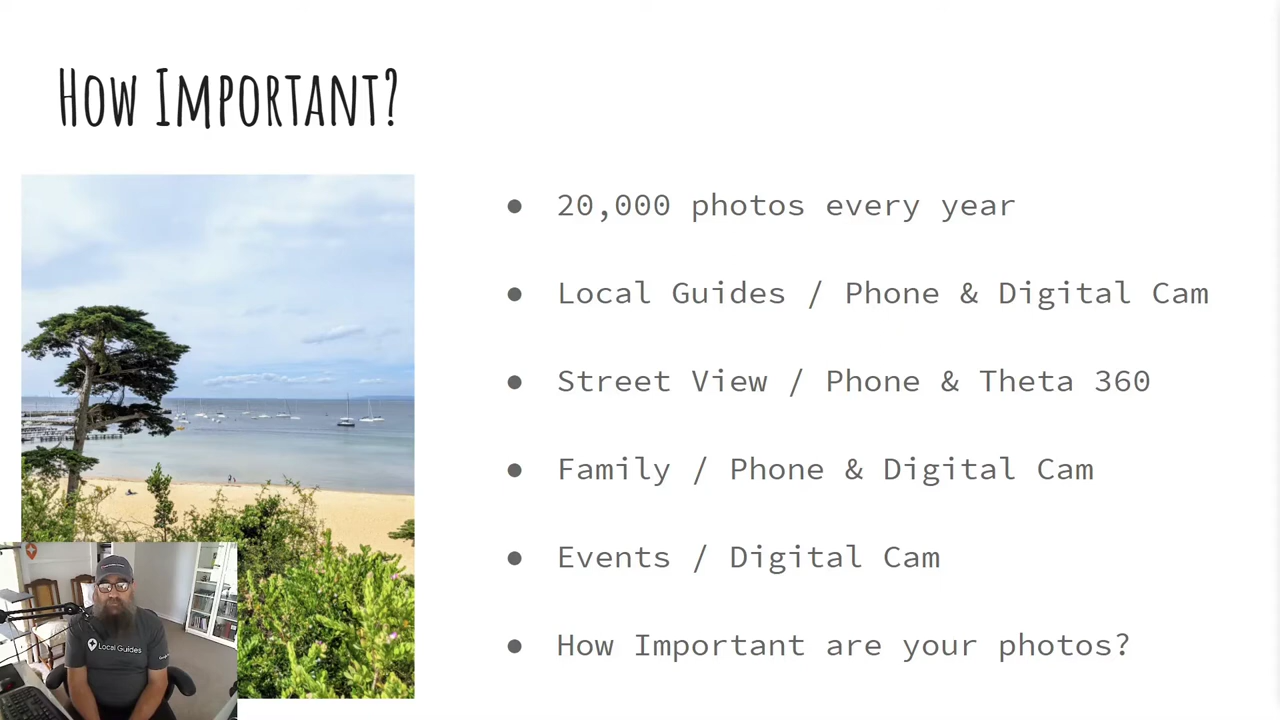 How Important?
20,000 photos every year
Local Guides / Phone & Digital Cam
Street View / Phone & Theta 360
Family / Phone & Digital Cam
Events / Digital Cam
How Important are your photos?
Local Guides